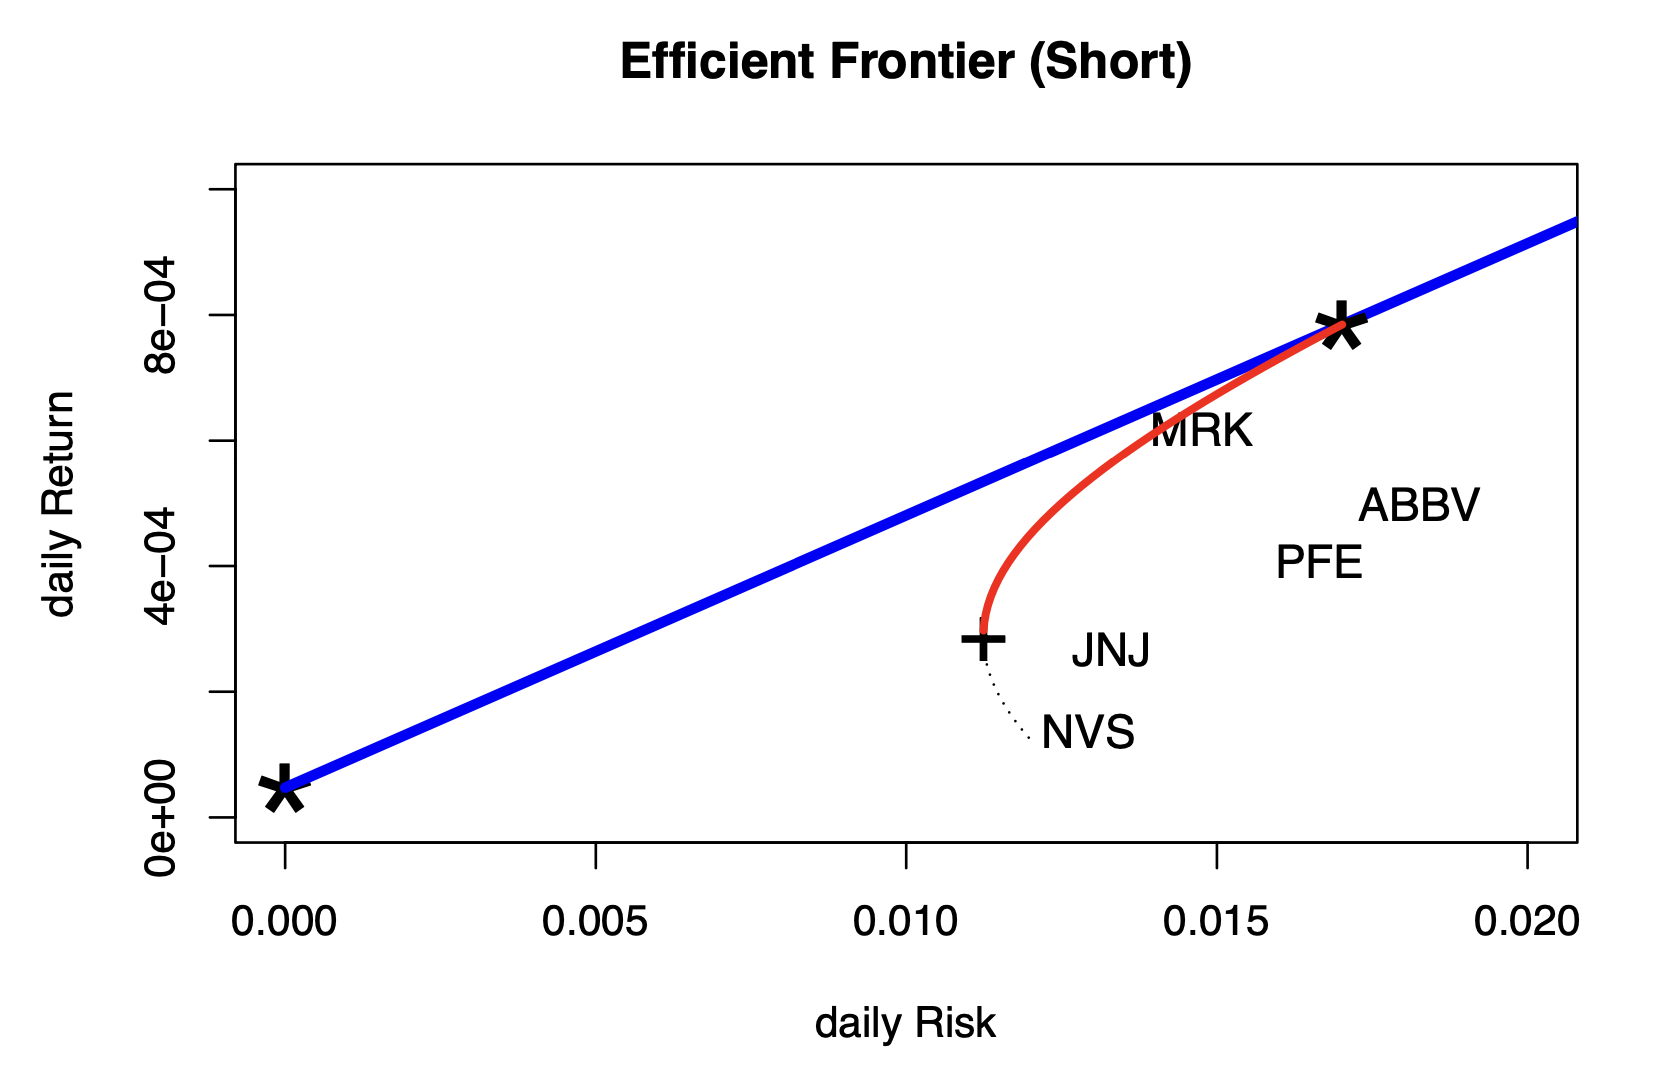 Efficient Frontier (Short)
daily Return
8e−04
4e−04
0e+00
MRK
ABBV
PFE
JNJ
NVS
0.000 0.005 0.010 0.015 0.020
daily Risk